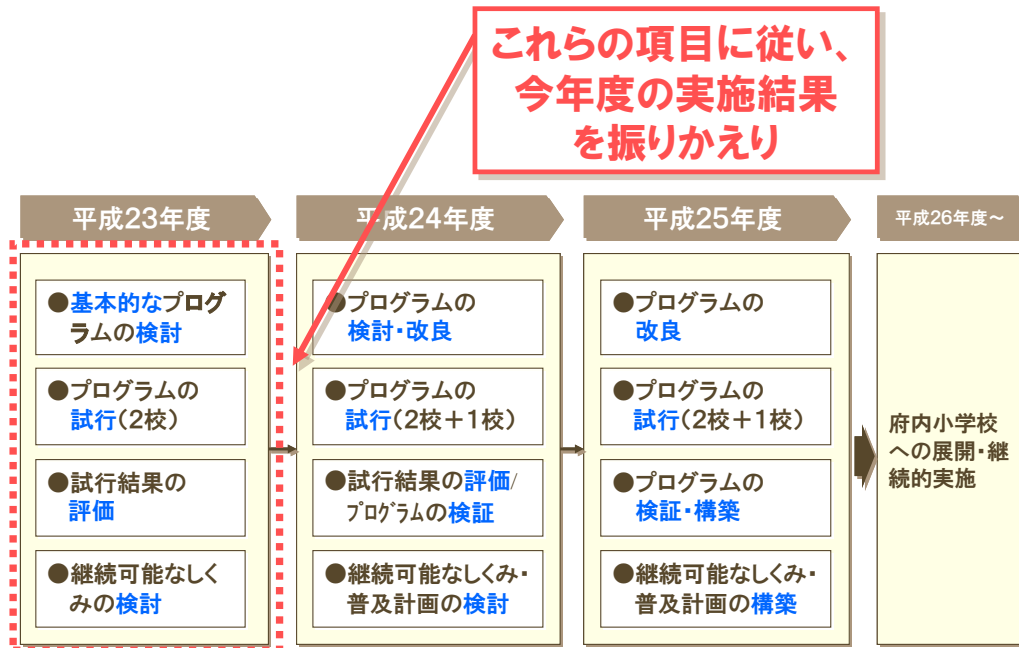 これらの項目に従い、
今年度の実施結果
を振りかえり
平成23年度
●基本的なプログ
ラムの検討
●プログラムの
試行(2校)
●試行結果の
評価
●継続可能なしく
みの検討
平成24年度
●プログラムの
検討・改良
●プログラムの
試行(2校＋1校)
●試行結果の評価/
プログラムの検証
●継続可能なしくみ・
普及計画の検討
平成25年度
●プログラムの
改良
●プログラムの
試行(2校＋1校)
●プログラムの
検証・構築
●継続可能なしくみ・
普及計画の構築
平成26年度～
府内小学校
への展開・継
続的実施